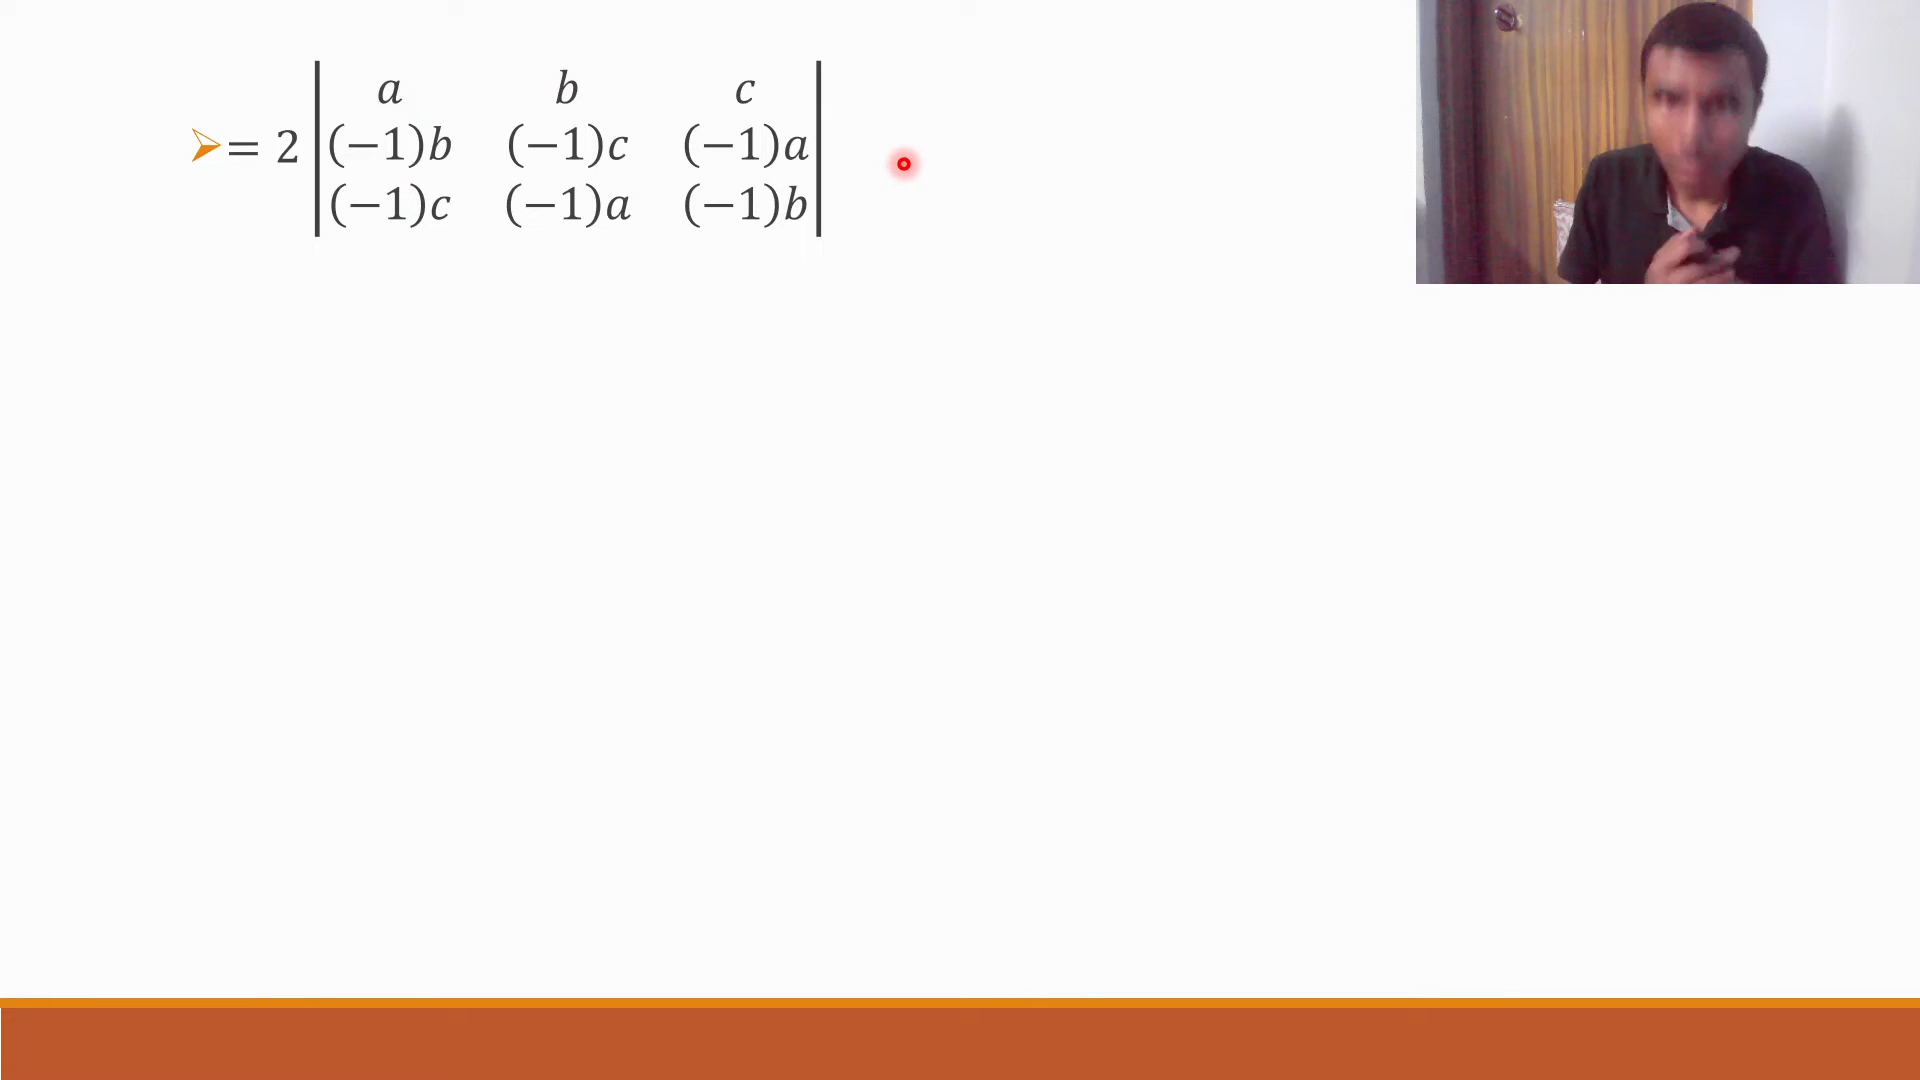 a b c
= 2 (−1)b (−1)c (−1)a
(−1)c (−1)a (−1)b